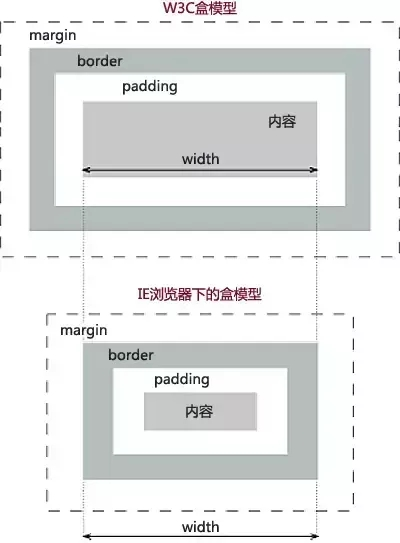 W3C盒模型
margin
border
padding
内容
width
IE浏览器下的盒模型
margin
border
padding
内容
width